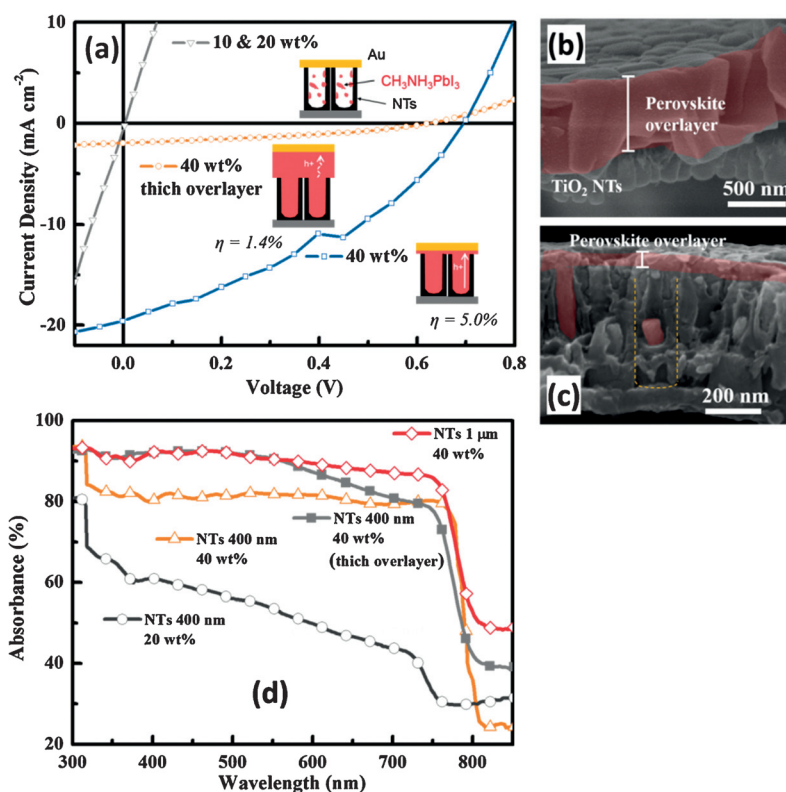 (a)
10 & 20 wt%
Au
CH3NH3PbI3
NTs
40 wt%
thich overlayer
h+
η = 1.4%
40 wt%
h+
η = 5.0%
Current Density (mA cm-2)
10
0
-10
-20
0.0 0.2 0.4 0.6 0.8
Voltage (V)
(b)
Perovskite
overlayer
TiO2 NTs
500 nm
Perovskite overlayer
(c)
200 nm
Absorbance (%)
100
80
60
40
20
NTs 1 μm
40 wt%
NTs 400 nm
40 wt%
NTs 400 nm
40 wt%
(thick overlayer)
NTs 400 nm
20 wt%
(d)
300 400 500 600 700 800
Wavelength (nm)